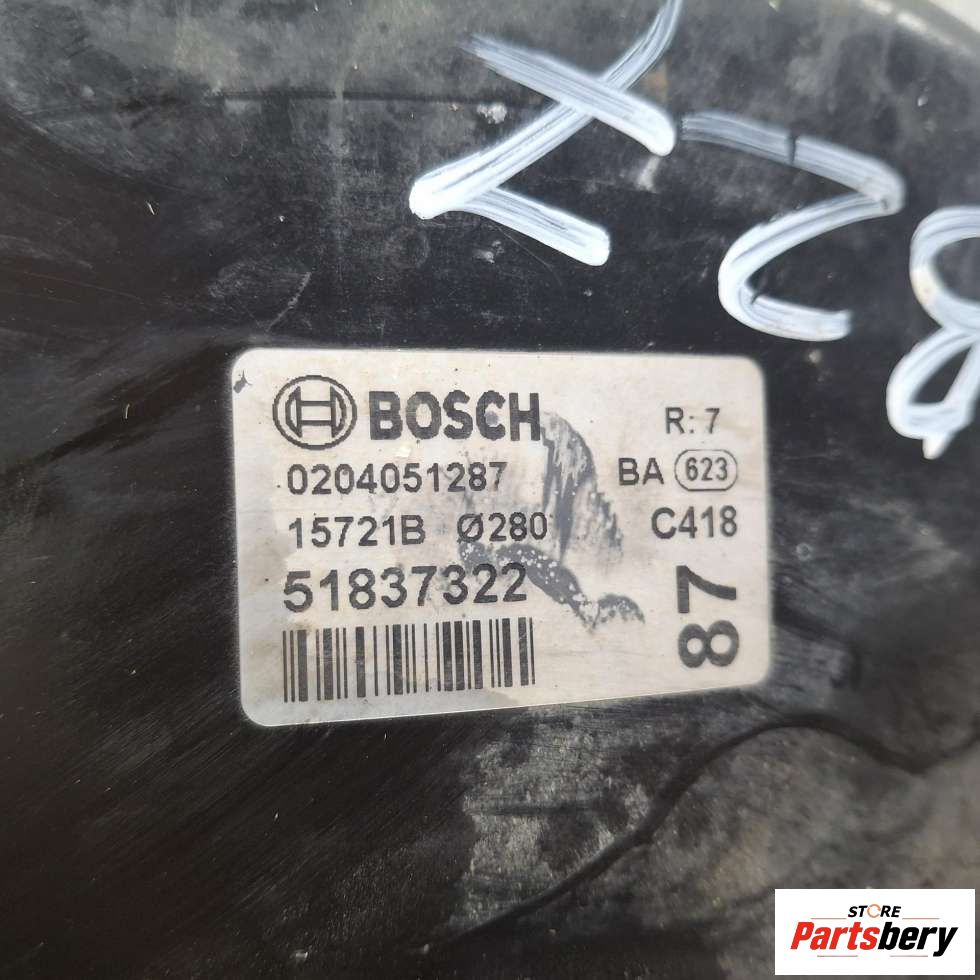 BOSCH
R: 7
0204051287
BA 623
15721B Ø280
C418
51837322
87
STORE
Partsbery